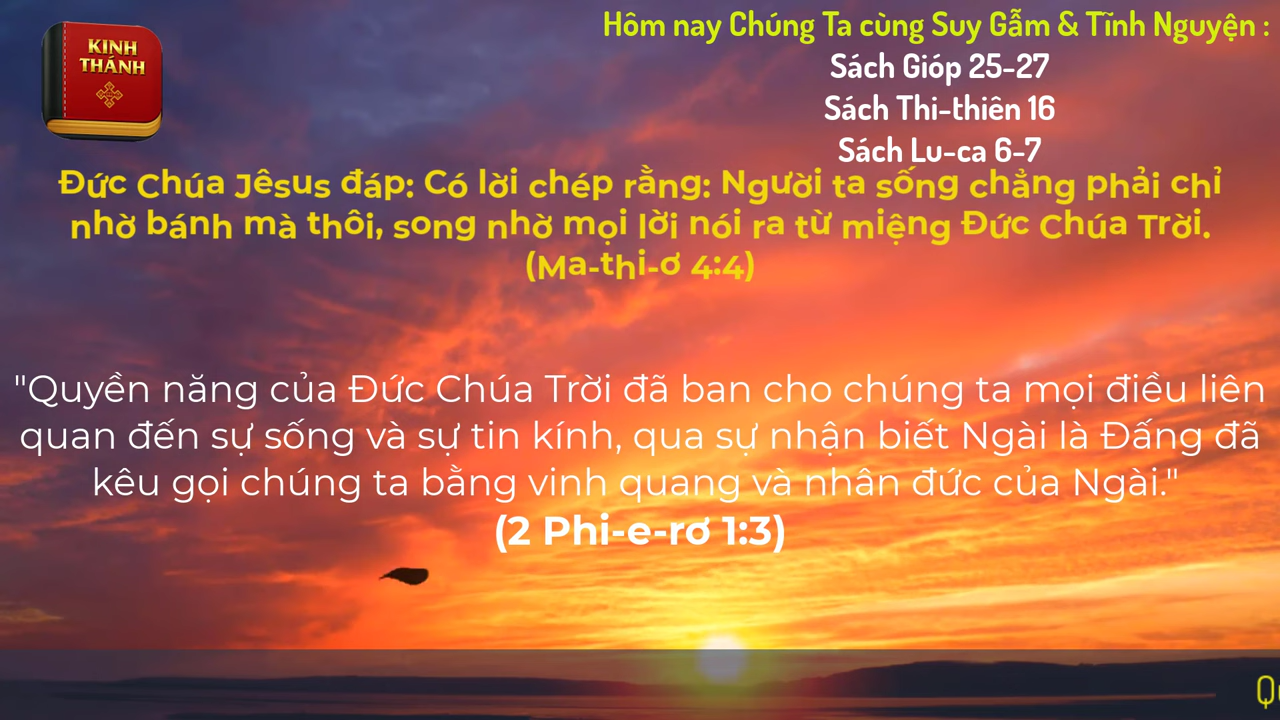 KINH
THÁNH
Hôm nay Chúng Ta cùng Suy Gẫm & Tĩnh Nguyện :
Sách Gióp 25-27
Sách Thi-thiên 16
Sách Lu-ca 6-7
Đức Chúa Jêsus đáp: Có lời chép rằng: Người ta sống chẳng phải chỉ
nhờ bánh mà thôi, song nhờ mọi lời nói ra từ miệng Đức Chúa Trời.
(Ma-thi-ơ 4:4)
"Quyền năng của Đức Chúa Trời đã ban cho chúng ta mọi điều liên
quan đến sự sống và sự tin kính, qua sự nhận biết Ngài là Đấng đã
kêu gọi chúng ta bằng vinh quang và nhân đức của Ngài."
(2 Phi-e-rơ 1:3)